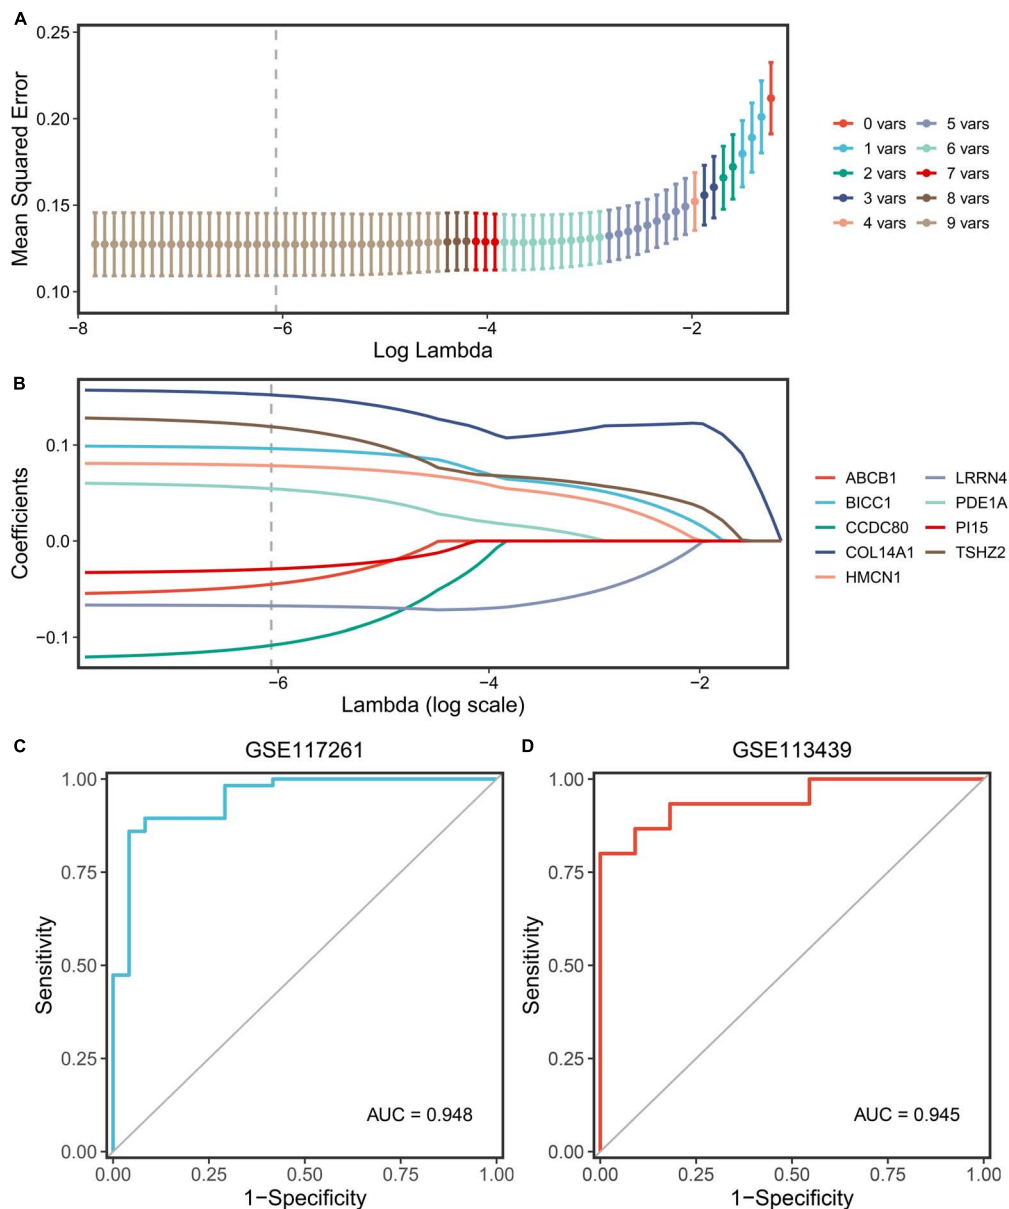 A
0.25
0.20
0.15
0.10
Mean Squared Error
−8 −6 −4 −2
Log Lambda
0 vars 5 vars
1 vars 6 vars
2 vars 7 vars
3 vars 8 vars
4 vars 9 vars
B
0.1
0.0
−0.1
Coefficients
−6 −4 −2
Lambda (log scale)
ABCB1 LRRN4
BICC1 PDE1A
CCDC80 PI15
COL14A1 TSHZ2
HMCN1
C
GSE117261
1.00
0.75
0.50
0.25
0.00
Sensitivity
AUC = 0.948
0.00 0.25 0.50 0.75 1.00
1−Specificity
D
GSE113439
1.00
0.75
0.50
0.25
0.00
Sensitivity
AUC = 0.945
0.00 0.25 0.50 0.75 1.00
1−Specificity